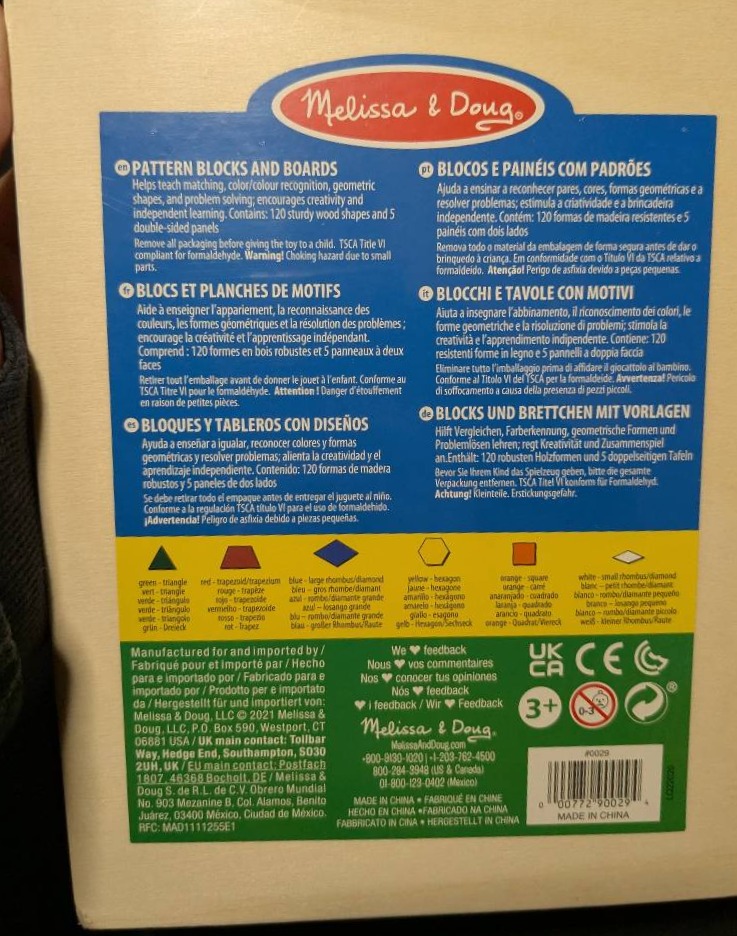 Melissa & Doug®
en PATTERN BLOCKS AND BOARDS
Helps teach matching, color/colour recognition, geometric
shapes, and problem solving; encourages creativity and
independent learning. Contains: 120 sturdy wood shapes and 5
double-sided panels
Remove all packaging before giving the toy to a child. TSCA Title VI
compliant for formaldehyde. Warning! Choking hazard due to small
parts.
fr BLOCS ET PLANCHES DE MOTIFS
Aide à enseigner l'appariement, la reconnaissance des
couleurs, les formes géométriques et la résolution des problèmes ;
encourage la créativité et l'apprentissage indépendant.
Comprend : 120 formes en bois robustes et 5 panneaux à deux
faces
Retirer tout l'emballage avant de donner le jouet à l'enfant. Conforme au
TSCA Titre VI pour le formaldéhyde. Attention ! Danger d'étouffement
en raison de petites pièces.
es BLOQUES Y TABLEROS CON DISEÑOS
Ayuda a enseñar a igualar, reconocer colores y formas
geométricas y resolver problemas; alienta la creatividad y el
aprendizaje independiente. Contenido: 120 formas de madera
robustos y 5 paneles de dos lados
Se debe retirar todo el empaque antes de entregar el juguete al niño.
Conforme a la regulación TSCA título VI para el uso de formaldehido.
¡Advertencia! Peligro de asfixia debido a piezas pequeñas.
pt BLOCOS E PAINÉIS COM PADRÕES
Ajuda a ensinar a reconhecer pares, cores, formas geométricas e a
resolver problemas; estimula a criatividade e a brincadeira
independente. Contém: 120 formas de madeira resistentes e 5
painéis com dois lados
Remova todo o material da embalagem de forma segura antes de dar o
brinquedo à criança. Em conformidade com o Título VI da TSCA relativo a
formaldeído. Atenção! Perigo de asfixia devido a peças pequenas.
it BLOCCHI E TAVOLE CON MOTIVI
Aiuta a insegnare l'abbinamento, il riconoscimento dei colori, le
forme geometriche e la risoluzione di problemi; stimola la
creatività e l'apprendimento indipendente. Contiene: 120
resistenti forme in legno e 5 pannelli a doppia faccia
Eliminare tutto l'imballaggio prima di affidare il giocattolo al bambino.
Conforme al Titolo VI del TSCA per la formaldeide. Avvertenza! Pericolo
di soffocamento a causa della presenza di pezzi piccoli.
de BLOCKS UND BRETTCHEN MIT VORLAGEN
Hilft Vergleichen, Farberkennung, geometrische Formen und
Problemlösen lehren; regt Kreativität und Zusammenspiel
an.Enthält: 120 robusten Holzformen und 5 doppelseitigen Tafeln
Bevor Sie Ihrem Kind das Spielzeug geben, bitte die gesamte
Verpackung entfernen. TSCA Titel VI konform für Formaldehyd.
Achtung! Kleinteile. Erstickungsgefahr.
green - triangle
vert - triangle
verde - triángulo
verde - triângulo
verde - triangolo
grün - Dreieck
red - trapezoid/trapezium
rouge - trapèze
rojo - trapezoide
vermelho - trapezoide
rosso - trapezio
rot - Trapez
blue - large rhombus/diamond
bleu - gros rhombe/diamant
azul - rombo/diamante grande
azul - losango grande
blu - rombo/diamante grande
blau - großer Rhombus/Raute
yellow - hexagon
jaune - hexagone
amarillo - hexágono
amarelo - hexágono
giallo - esagono
gelb - Hexagon/Sechseck
orange - square
orange - carré
anaranjado - cuadrado
laranja - quadrado
arancio - quadrato
orange - Quadrat/Viereck
white - small rhombus/diamond
blanc - petit rhombe/diamant
blanco - rombo/diamante pequeño
branco - losango pequeno
bianco - rombo/diamante piccolo
weiß - kleiner Rhombus/Raute
Manufactured for and imported by /
Fabriqué pour et importé par / Hecho
para e importado por / Fabricado para e
importado por / Prodotto per e importato
da / Hergestellt für und importiert von:
Melissa & Doug, LLC © 2021 Melissa &
Doug, LLC, P.O. Box 590, Westport, CT
06881 USA / UK main contact: Tollbar
Way, Hedge End, Southampton, SO30
2UH, UK / EU main contact: Postfach
1807, 46368 Bocholt, DE / Melissa &
Doug S. de R.L. de C.V. Obrero Mundial
No. 903 Mezanine B, Col. Alamos, Benito
Juárez, 03400 México, Ciudad de México.
RFC: MAD1111255E1
We ♥ feedback
Nous ♥ vos commentaires
Nos ♥ conocer tus opiniones
Nós ♥ feedback
♥ i feedback / Wir ♥ Feedback
Melissa & Doug®
MelissaAndDoug.com
+800-9130-1020 | +1-203-762-4500
800-284-3948 (US & Canada)
01-800-123-0402 (Mexico)
MADE IN CHINA • FABRIQUÉ EN CHINE
HECHO EN CHINA • FABRICADO NA CHINA
FABBRICATO IN CINA • HERGESTELLT IN CHINA
UK
CA
CE
3+
0-3
®
#0029
0 00772 90029 4
MADE IN CHINA